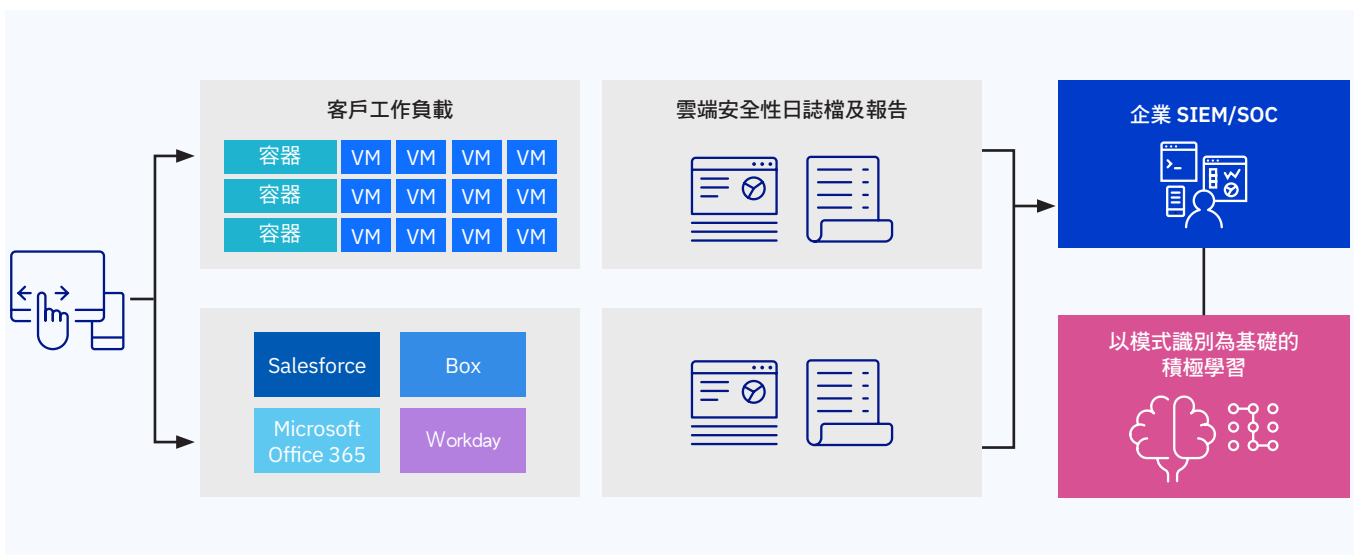 客戶工作負載
容器 VM VM VM VM
容器 VM VM VM VM
容器 VM VM VM VM
Salesforce
Box
Microsoft
Office 365
Workday
雲端安全性日誌檔及報告
企業 SIEM/SOC
以模式識別為基礎的
積極學習